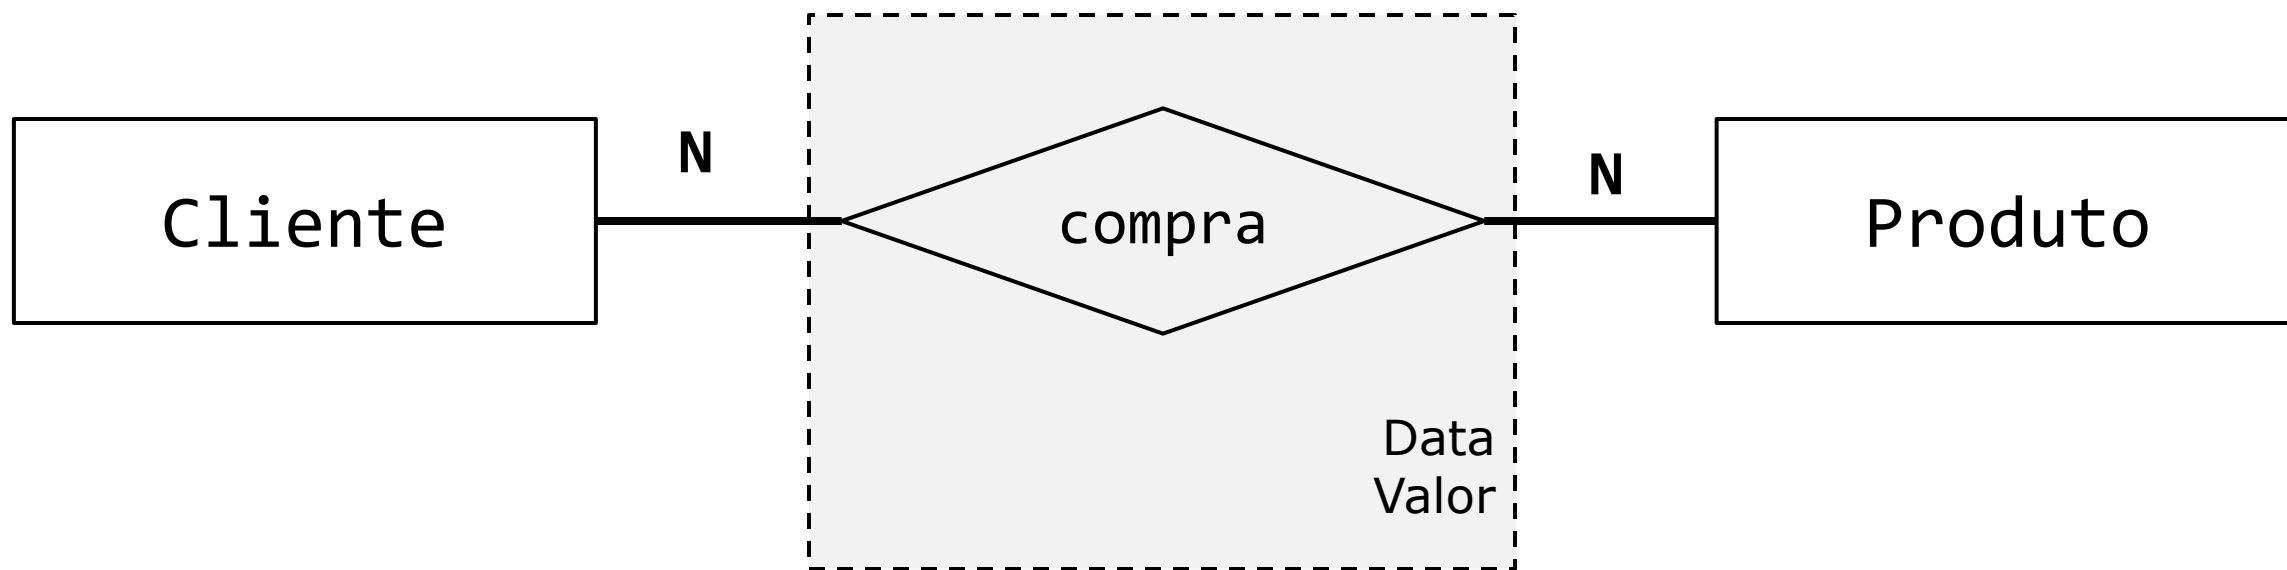 N
N
Cliente
compra
Produto
Data
Valor